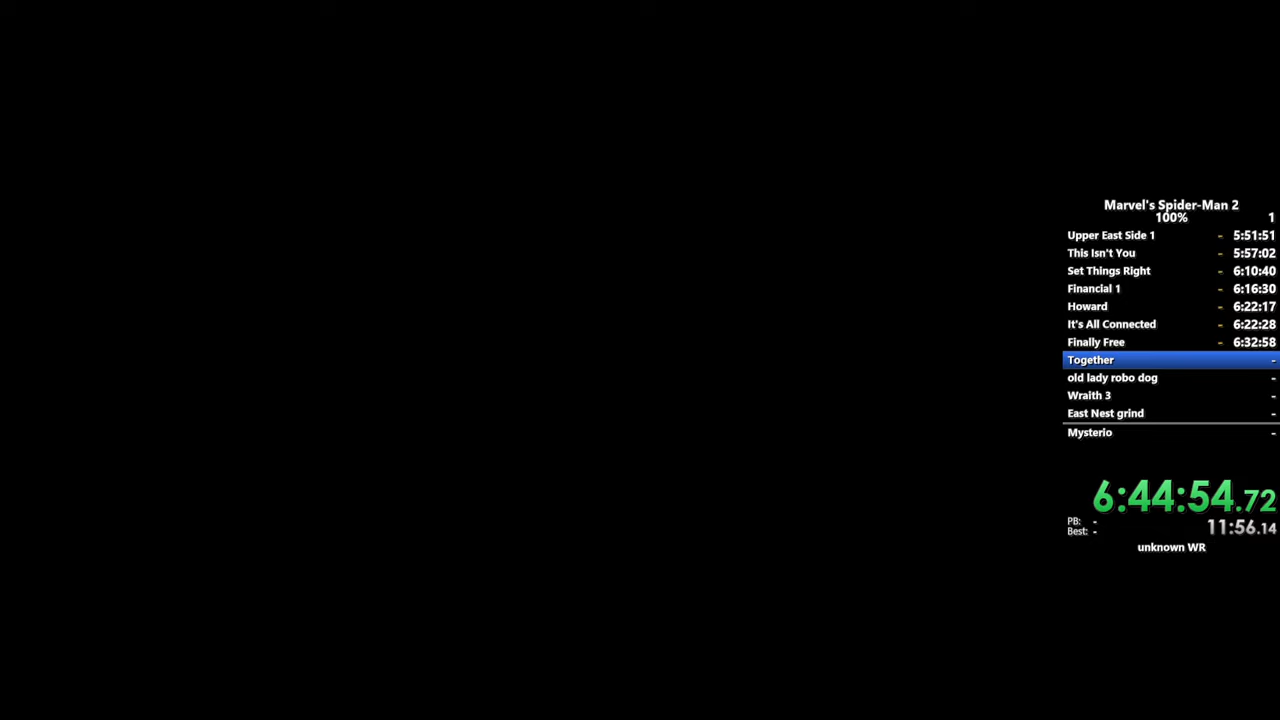 Marvel's Spider-Man 2
100% 1
Upper East Side 1 - 5:51:51
This Isn't You - 5:57:02
Set Things Right - 6:10:40
Financial 1 - 6:16:30
Howard - 6:22:17
It's All Connected - 6:22:28
Finally Free - 6:32:58
Together -
old lady robo dog -
Wraith 3 -
East Nest grind -
Mysterio -
6:44:54.72
PB: - 11:56.14
Best: -
unknown WR